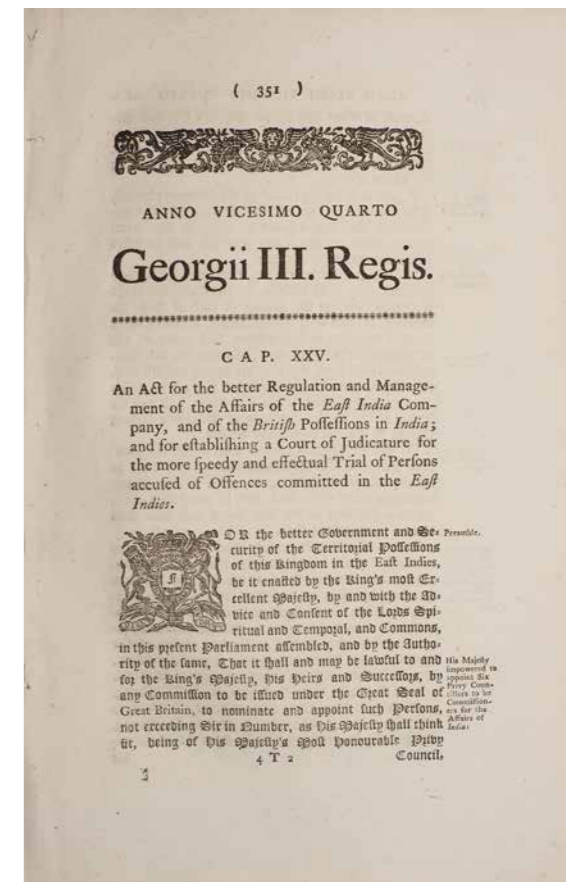 ( 351 )
ANNO VICESIMO QUARTO
Georgii III. Regis.
CAP. XXV.
An Act for the better Regulation and Manage-
ment of the Affairs of the Eaſt India Com-
pany, and of the Britiſh Poſſeſſions in India;
and for eſtabliſhing a Court of Judicature for
the more ſpeedy and effectual Trial of Perſons
accuſed of Offences committed in the Eaſt
Indies.
FOR the better Government and Se-
curity of the Territorial Poſſeſſions
of this Kingdom in the Eaſt Indies,
be it enacted by the King's moſt Ex-
cellent Majeſty, by and with the Ad-
vice and Conſent of the Lords Spi-
ritual and Temporal, and Commons,
in this preſent Parliament aſſembled, and by the Autho-
rity of the ſame, That it ſhall and may be lawful to and
for the King's Majeſty, His Heirs and Succeſſors, by
any Commiſſion to be iſſued under the Great Seal of
Great Britain, to nominate and appoint ſuch Perſons,
not exceeding Six in Number, as His Majeſty ſhall think
fit, being of His Majeſty's Moſt Honourable Privy
4 T 2
Council,
Preamble.
His Majeſty
impowered to
appoint Six
Privy Coun-
ſellors to be
Commiſſion-
ers for the
Affairs of
India.